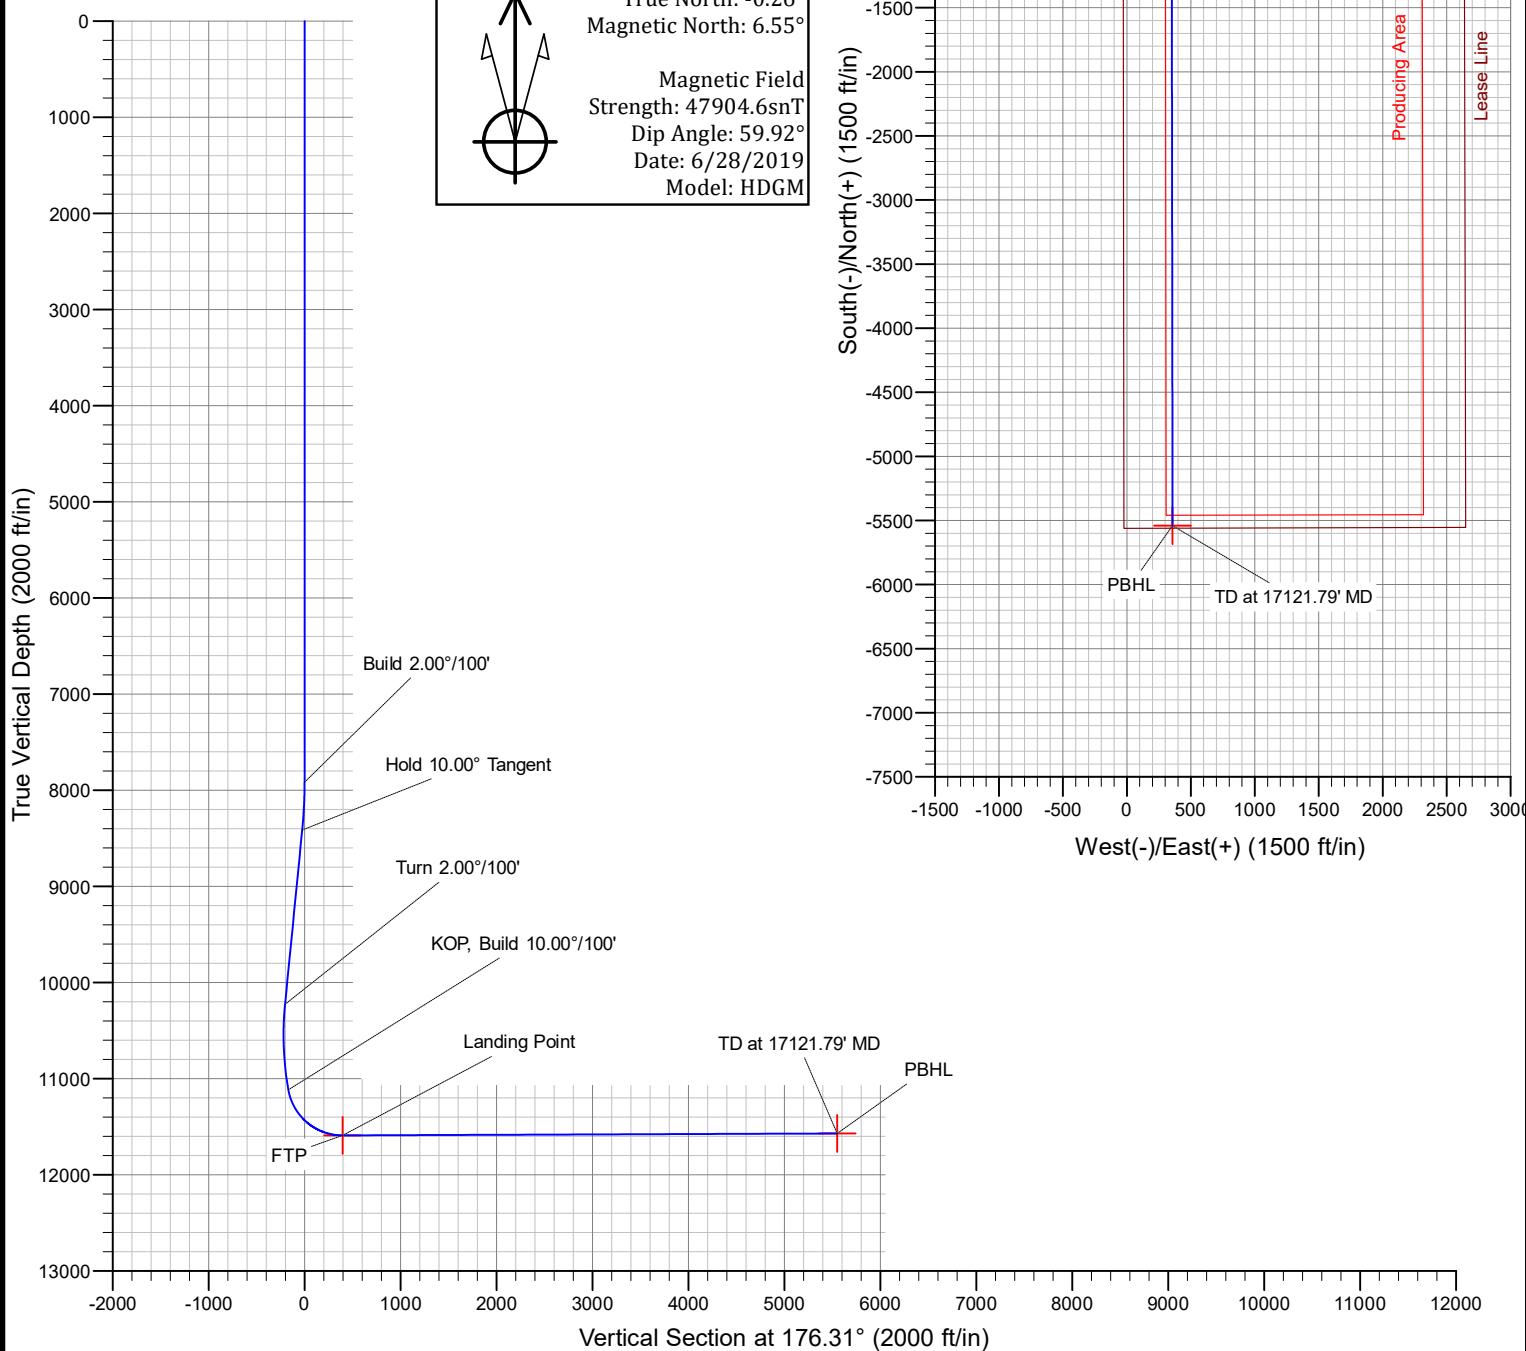 Magnetic North: 6.55°
Magnetic Field
Strength: 47904.6snT
Dip Angle: 59.92°
Date: 6/28/2019
Model: HDGM
0
1000
2000
3000
4000
5000
6000
7000
8000
9000
10000
11000
12000
13000
True Vertical Depth (2000 ft/in)
Build 2.00°/100'
Hold 10.00° Tangent
Turn 2.00°/100'
KOP, Build 10.00°/100'
Landing Point
TD at 17121.79' MD
PBHL
FTP
-2000 -1000 0 1000 2000 3000 4000 5000 6000 7000 8000 9000 10000 11000 12000
Vertical Section at 176.31° (2000 ft/in)
-1500
-2000
-2500
-3000
-3500
-4000
-4500
-5000
-5500
-6000
-6500
-7000
-7500
South(-)/North(+) (1500 ft/in)
Producing Area
Lease Line
PBHL
TD at 17121.79' MD
-1500 -1000 -500 0 500 1000 1500 2000 2500 3000
West(-)/East(+) (1500 ft/in)